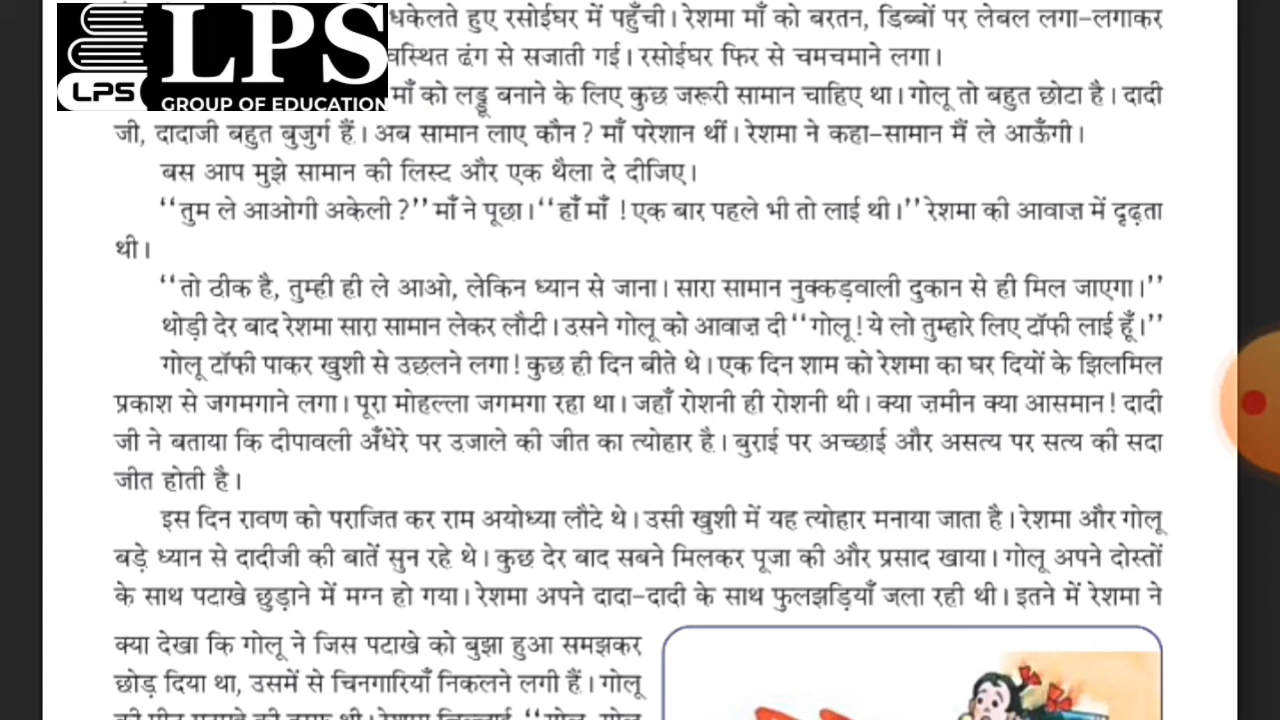 LPS
LPS
GROUP OF EDUCATION
धकेलते हुए रसोईघर में पहुँची। रेशमा माँ को बरतन, डिब्बों पर लेबल लगा-लगाकर
वस्थित ढंग से सजाती गई। रसोईघर फिर से चमचमाने लगा।
माँ को लड्डू बनाने के लिए कुछ जरूरी सामान चाहिए था। गोलू तो बहुत छोटा है। दादी
जी, दादाजी बहुत बुजुर्ग हैं। अब सामान लाए कौन? माँ परेशान थीं। रेशमा ने कहा-सामान मैं ले आऊँगी।
बस आप मुझे सामान की लिस्ट और एक थैला दे दीजिए।
‘‘तुम ले आओगी अकेली?’’ माँ ने पूछा। ‘‘हाँ माँ ! एक बार पहले भी तो लाई थी।’’ रेशमा की आवाज़ में दृढ़ता
थी।
‘‘तो ठीक है, तुम्ही ही ले आओ, लेकिन ध्यान से जाना। सारा सामान नुक्कड़वाली दुकान से ही मिल जाएगा।’’
थोड़ी देर बाद रेशमा सारा सामान लेकर लौटी। उसने गोलू को आवाज़ दी ‘‘गोलू! ये लो तुम्हारे लिए टॉफी लाई हूँ।’’
गोलू टॉफी पाकर खुशी से उछलने लगा! कुछ ही दिन बीते थे। एक दिन शाम को रेशमा का घर दियों के झिलमिल
प्रकाश से जगमगाने लगा। पूरा मोहल्ला जगमगा रहा था। जहाँ रोशनी ही रोशनी थी। क्या ज़मीन क्या आसमान! दादी
जी ने बताया कि दीपावली अँधेरे पर उजाले की जीत का त्योहार है। बुराई पर अच्छाई और असत्य पर सत्य की सदा
जीत होती है।
इस दिन रावण को पराजित कर राम अयोध्या लौटे थे। उसी खुशी में यह त्योहार मनाया जाता है। रेशमा और गोलू
बड़े ध्यान से दादीजी की बातें सुन रहे थे। कुछ देर बाद सबने मिलकर पूजा की और प्रसाद खाया। गोलू अपने दोस्तों
के साथ पटाखे छुड़ाने में मग्न हो गया। रेशमा अपने दादा-दादी के साथ फुलझड़ियाँ जला रही थी। इतने में रेशमा ने
क्या देखा कि गोलू ने जिस पटाखे को बुझा हुआ समझकर
छोड़ दिया था, उसमें से चिनगारियाँ निकलने लगी हैं। गोलू